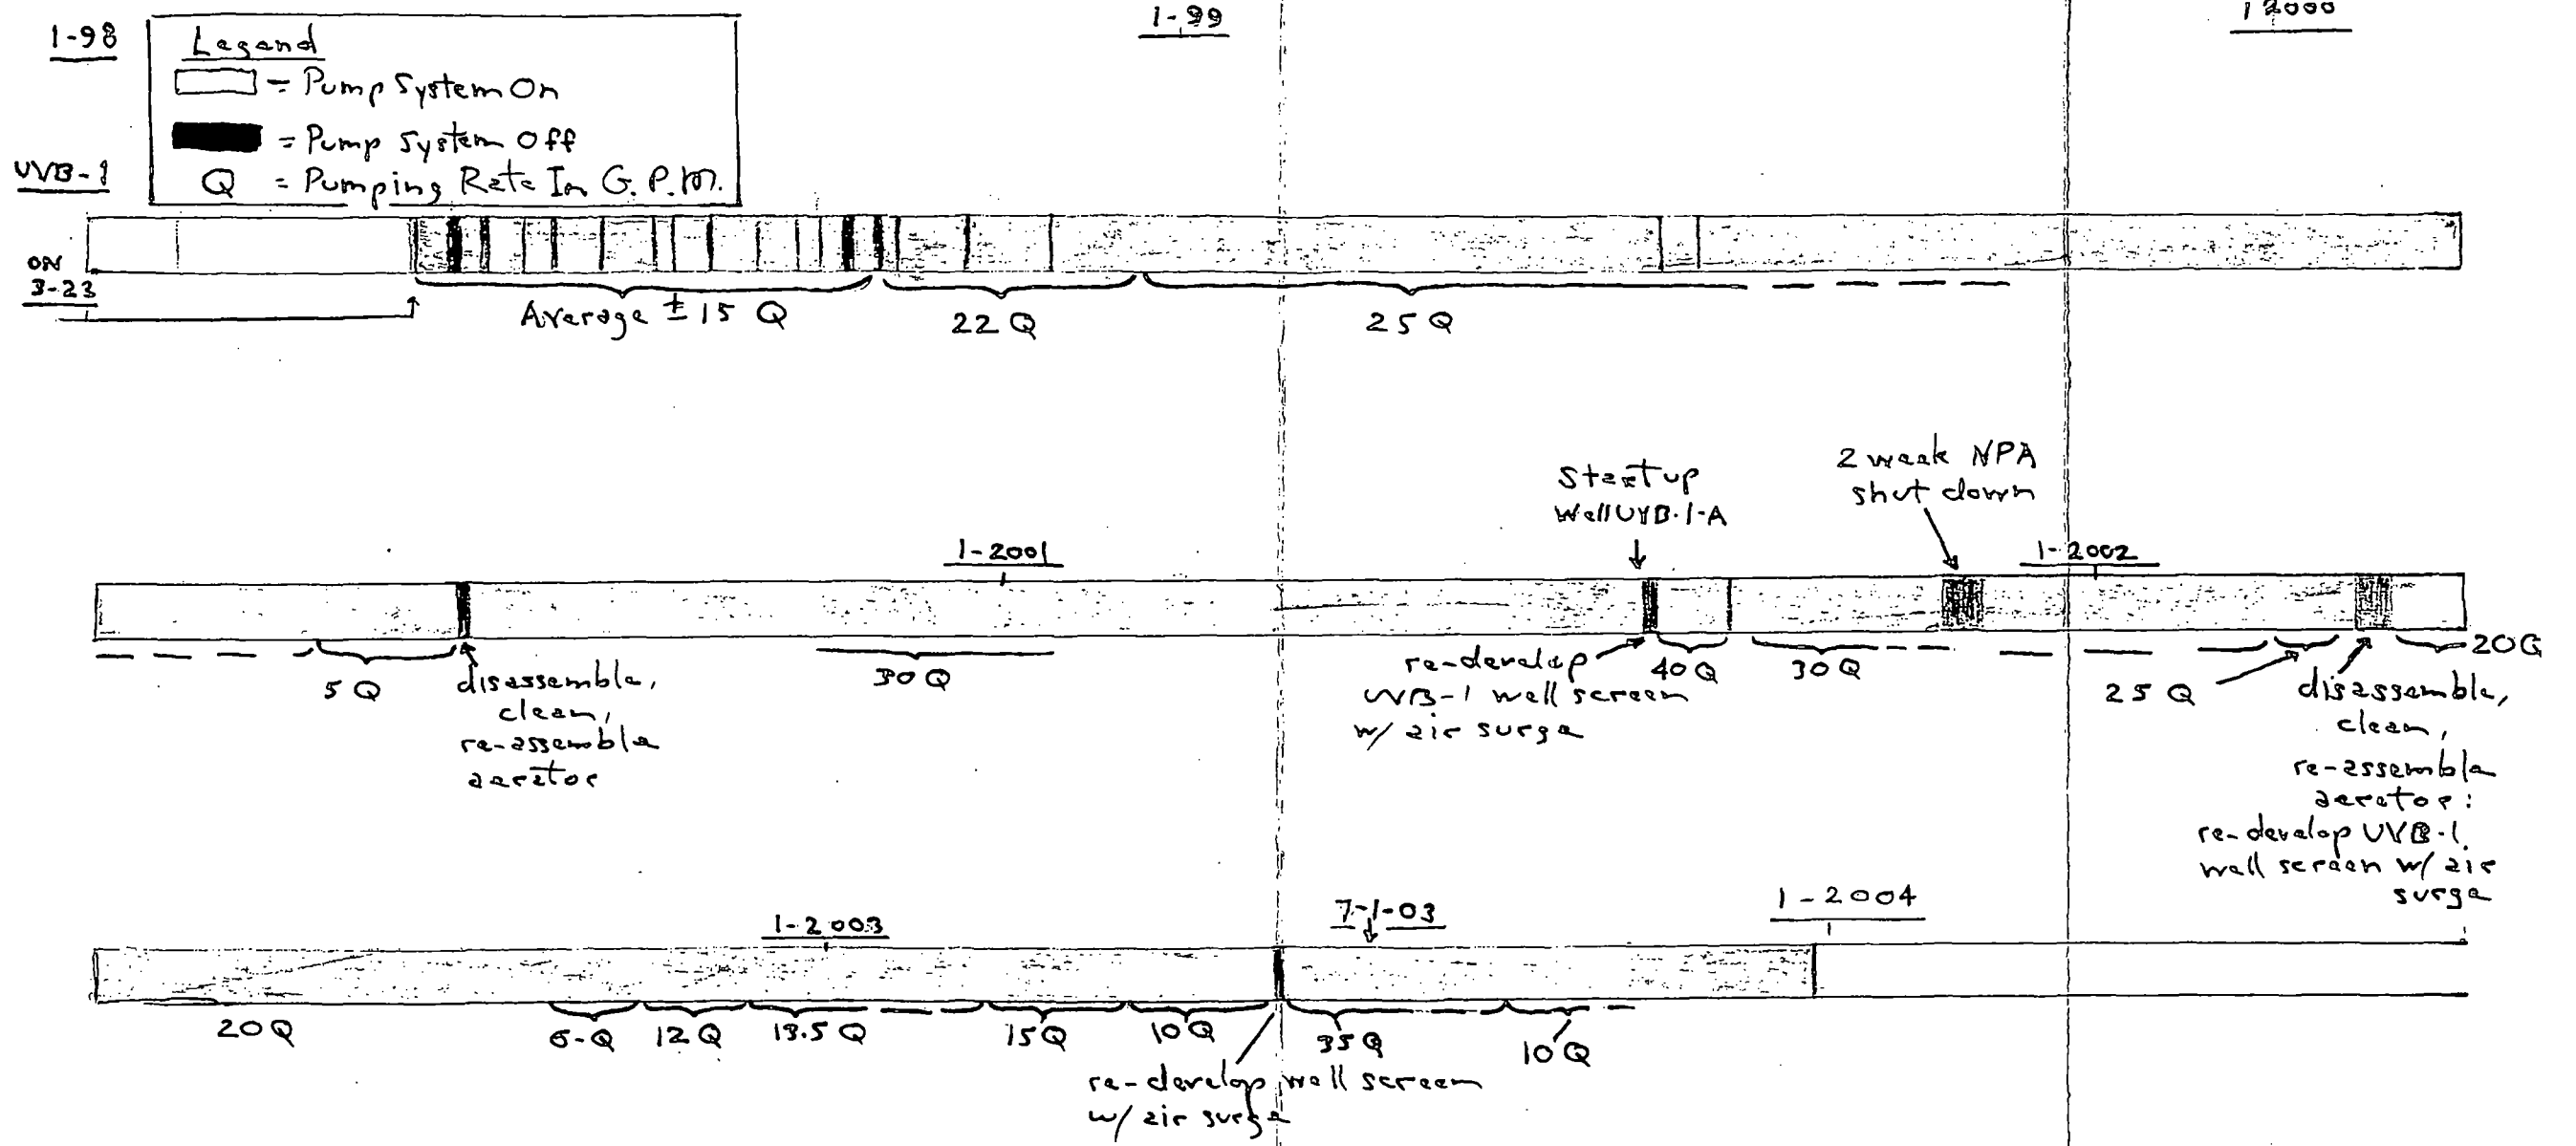 1-98
1-99
1 2000
Legend
= Pump System On
= Pump System Off
Q = Pumping Rate In G.P.M.
UVB-1
ON
3-23
Average ± 15 Q
22 Q
25 Q
Startup
Well UVB-1-A
2 week NPA
shut down
1-2001
1-2002
5 Q
disassemble,
clean,
re-assemble
aerator
30 Q
re-develop
UVB-1 well screen
w/ air surge
40 Q
30 Q
25 Q
20Q
disassemble,
clean,
re-assemble
aerator:
re-develop UVB-1
well screen w/ air
surge
1-2003
7-1-03
1-2004
20Q
6-Q
12 Q
13.5 Q
15Q
10 Q
35 Q
10 Q
re-develop well screen
w/ air surge